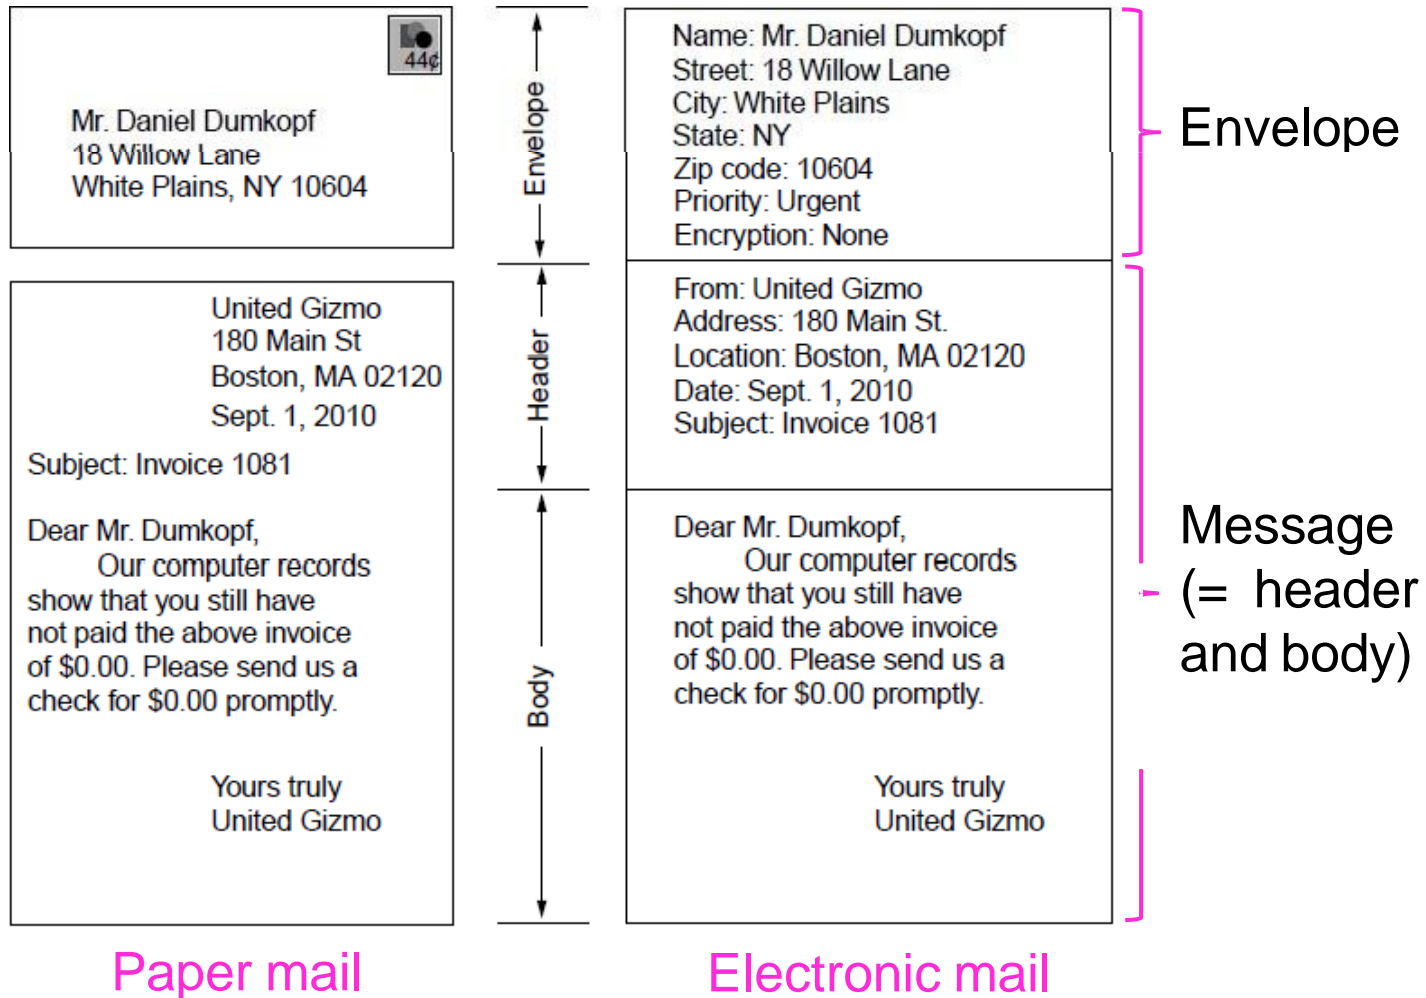 44¢
Mr. Daniel Dumkopf
18 Willow Lane
White Plains, NY 10604
United Gizmo
180 Main St
Boston, MA 02120
Sept. 1, 2010
Subject: Invoice 1081
Dear Mr. Dumkopf,
Our computer records
show that you still have
not paid the above invoice
of $0.00. Please send us a
check for $0.00 promptly.
Yours truly
United Gizmo
Paper mail
Envelope
Header
Body
Name: Mr. Daniel Dumkopf
Street: 18 Willow Lane
City: White Plains
State: NY
Zip code: 10604
Priority: Urgent
Encryption: None
From: United Gizmo
Address: 180 Main St.
Location: Boston, MA 02120
Date: Sept. 1, 2010
Subject: Invoice 1081
Dear Mr. Dumkopf,
Our computer records
show that you still have
not paid the above invoice
of $0.00. Please send us a
check for $0.00 promptly.
Yours truly
United Gizmo
Electronic mail
Envelope
Message
(= header
and body)